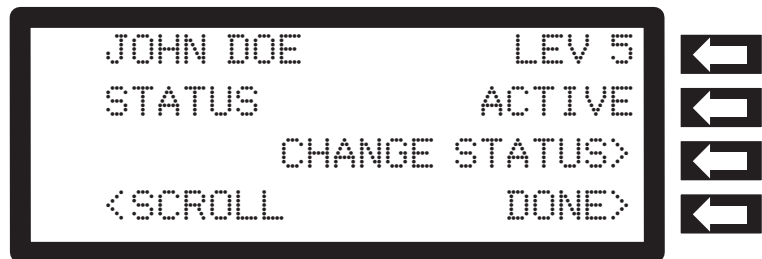 JOHN DOE LEV 5
STATUS ACTIVE
CHANGE STATUS>
<SCROLL DONE>